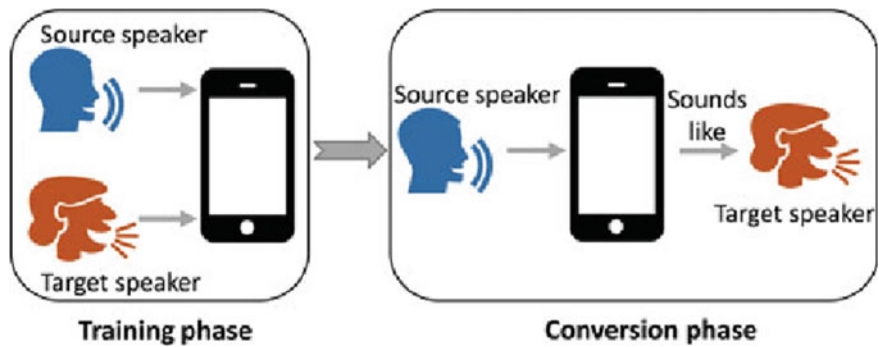 Source speaker
Target speaker
Training phase
Source speaker
Sounds
like
Target speaker
Conversion phase